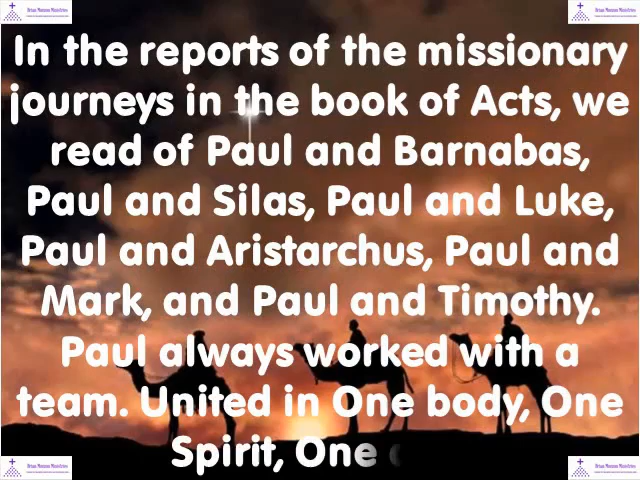 In the reports of the missionary
journeys in the book of Acts, we
read of Paul and Barnabas,
Paul and Silas, Paul and Luke,
Paul and Aristarchus, Paul and
Mark, and Paul and Timothy.
Paul always worked with a
team. United in One body, One
Spirit, One